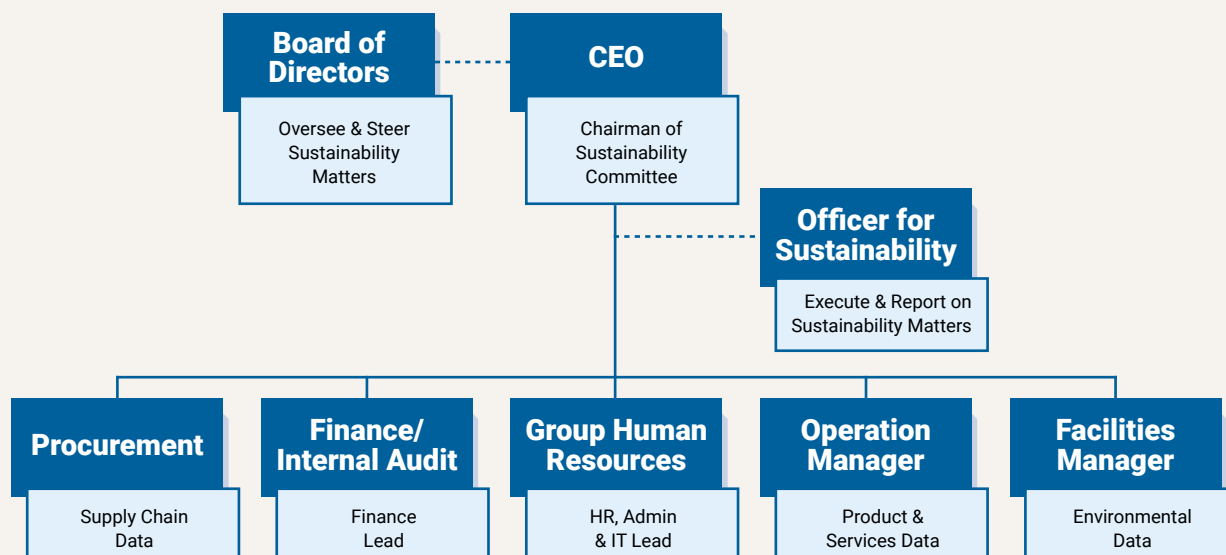 Board of
Directors
Oversee & Steer
Sustainability
Matters
CEO
Chairman of
Sustainability
Committee
Officer for
Sustainability
Execute & Report on
Sustainability Matters
Procurement
Supply Chain
Data
Finance/
Internal Audit
Finance
Lead
Group Human
Resources
HR, Admin
& IT Lead
Operation
Manager
Product &
Services Data
Facilities
Manager
Environmental
Data